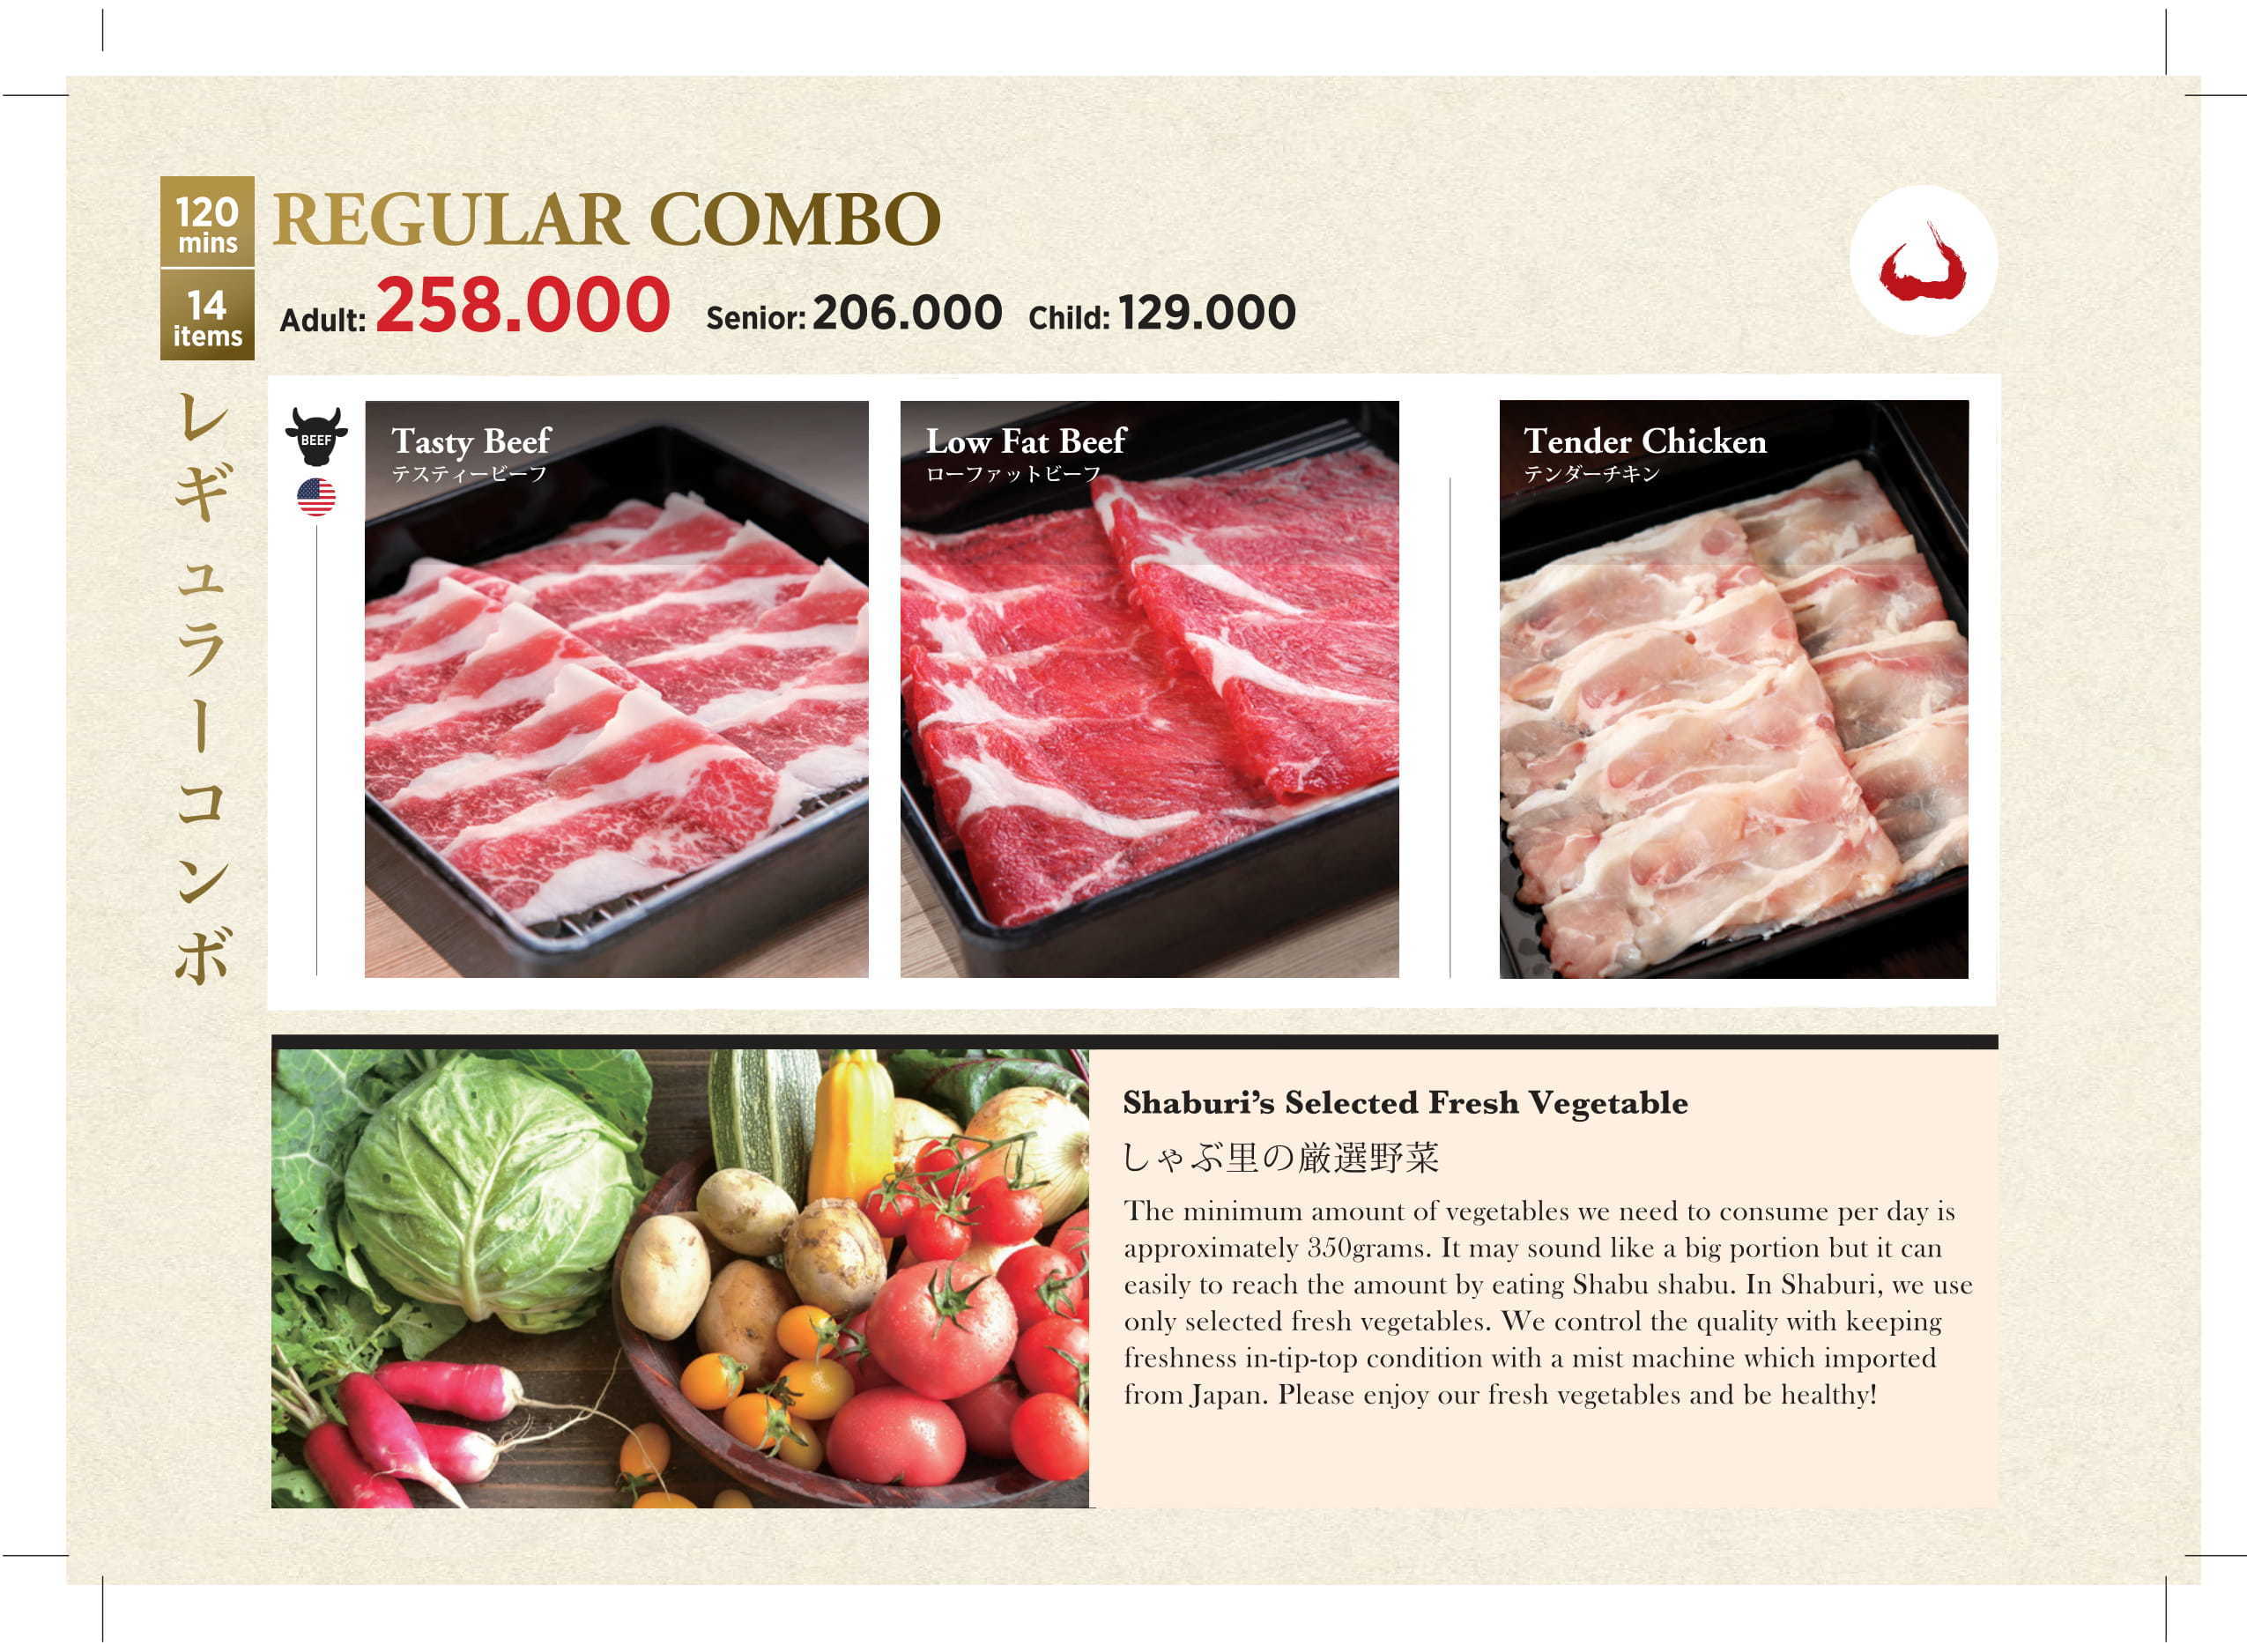 120
mins
14
items
REGULAR COMBO
Adult: 258.000 Senior: 206.000 Child: 129.000
レギュラーコンボ
BEEF
Tasty Beef
テスティービーフ
Low Fat Beef
ローファットビーフ
Tender Chicken
テンダーチキン
Shaburi’s Selected Fresh Vegetable
しゃぶ里の厳選野菜
The minimum amount of vegetables we need to consume per day is
approximately 350grams. It may sound like a big portion but it can
easily to reach the amount by eating Shabu shabu. In Shaburi, we use
only selected fresh vegetables. We control the quality with keeping
freshness in-tip-top condition with a mist machine which imported
from Japan. Please enjoy our fresh vegetables and be healthy!